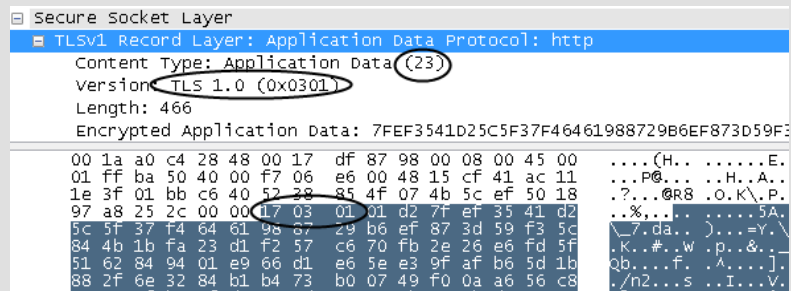 Secure Socket Layer
TLSv1 Record Layer: Application Data Protocol: http
Content Type: Application Data (23)
Version: TLS 1.0 (0x0301)
Length: 466
Encrypted Application Data: 7FEF3541D25C5F37F46461988729B6EF873D59F3
00 1a a0 c4 28 48 00 17 df 87 98 00 08 00 45 00 ....(H.. ......E.
01 ff ba 50 40 00 f7 06 e6 00 48 15 cf 41 ac 11 ...P@... ..H..A..
1e 3f 01 bb c6 40 52 38 85 4f 07 4b 5c ef 50 18 .?...@R8 .O.K\.P.
97 a8 25 2c 00 00 17 03 01 01 d2 7f ef 35 41 d2 ..%,.... .....5A.
5c 5f 37 f4 64 61 98 87 29 b6 ef 87 3d 59 f3 5c \_7.da.. )...=Y.\
84 4b 1b fa 23 d1 f2 57 c6 70 fb 2e 26 e6 fd 5f .K..#..W .p..&.._
51 62 84 94 01 e9 66 d1 e6 5e e3 9f af b6 5d 1b Qb....f. .^....].
88 2f 6e 32 84 b1 b4 73 b0 07 49 f0 0a a6 56 c8 ./n2...s ..I...V.